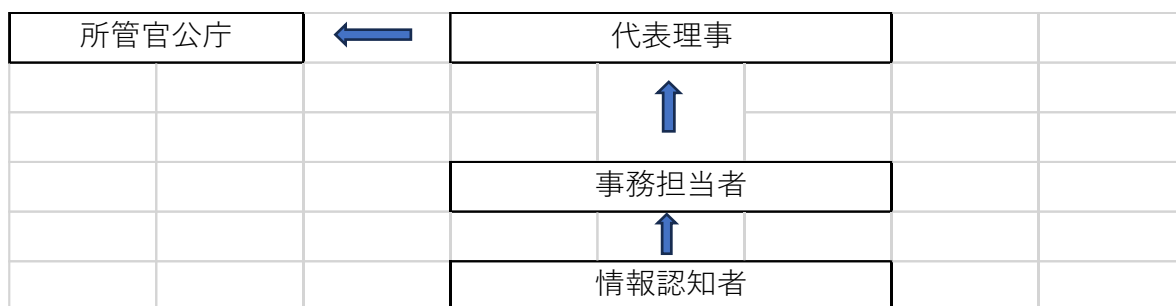 所管官公庁
代表理事
事務担当者
情報認知者